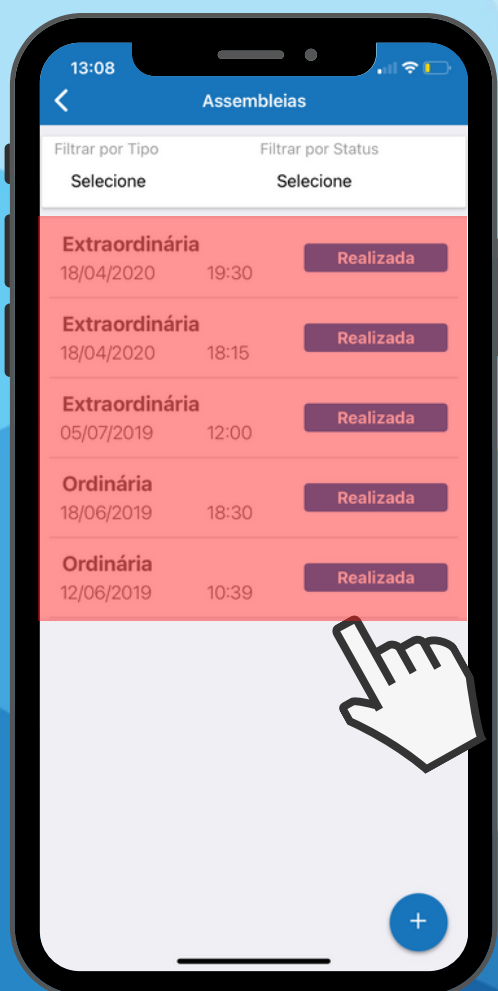 13:08
Assembleias
Filtrar por Tipo Filtrar por Status
Selecione Selecione
Extraordinária
18/04/2020 19:30 Realizada
Extraordinária
18/04/2020 18:15 Realizada
Extraordinária
05/07/2019 12:00 Realizada
Ordinária
18/06/2019 18:30 Realizada
Ordinária
12/06/2019 10:39 Realizada
+